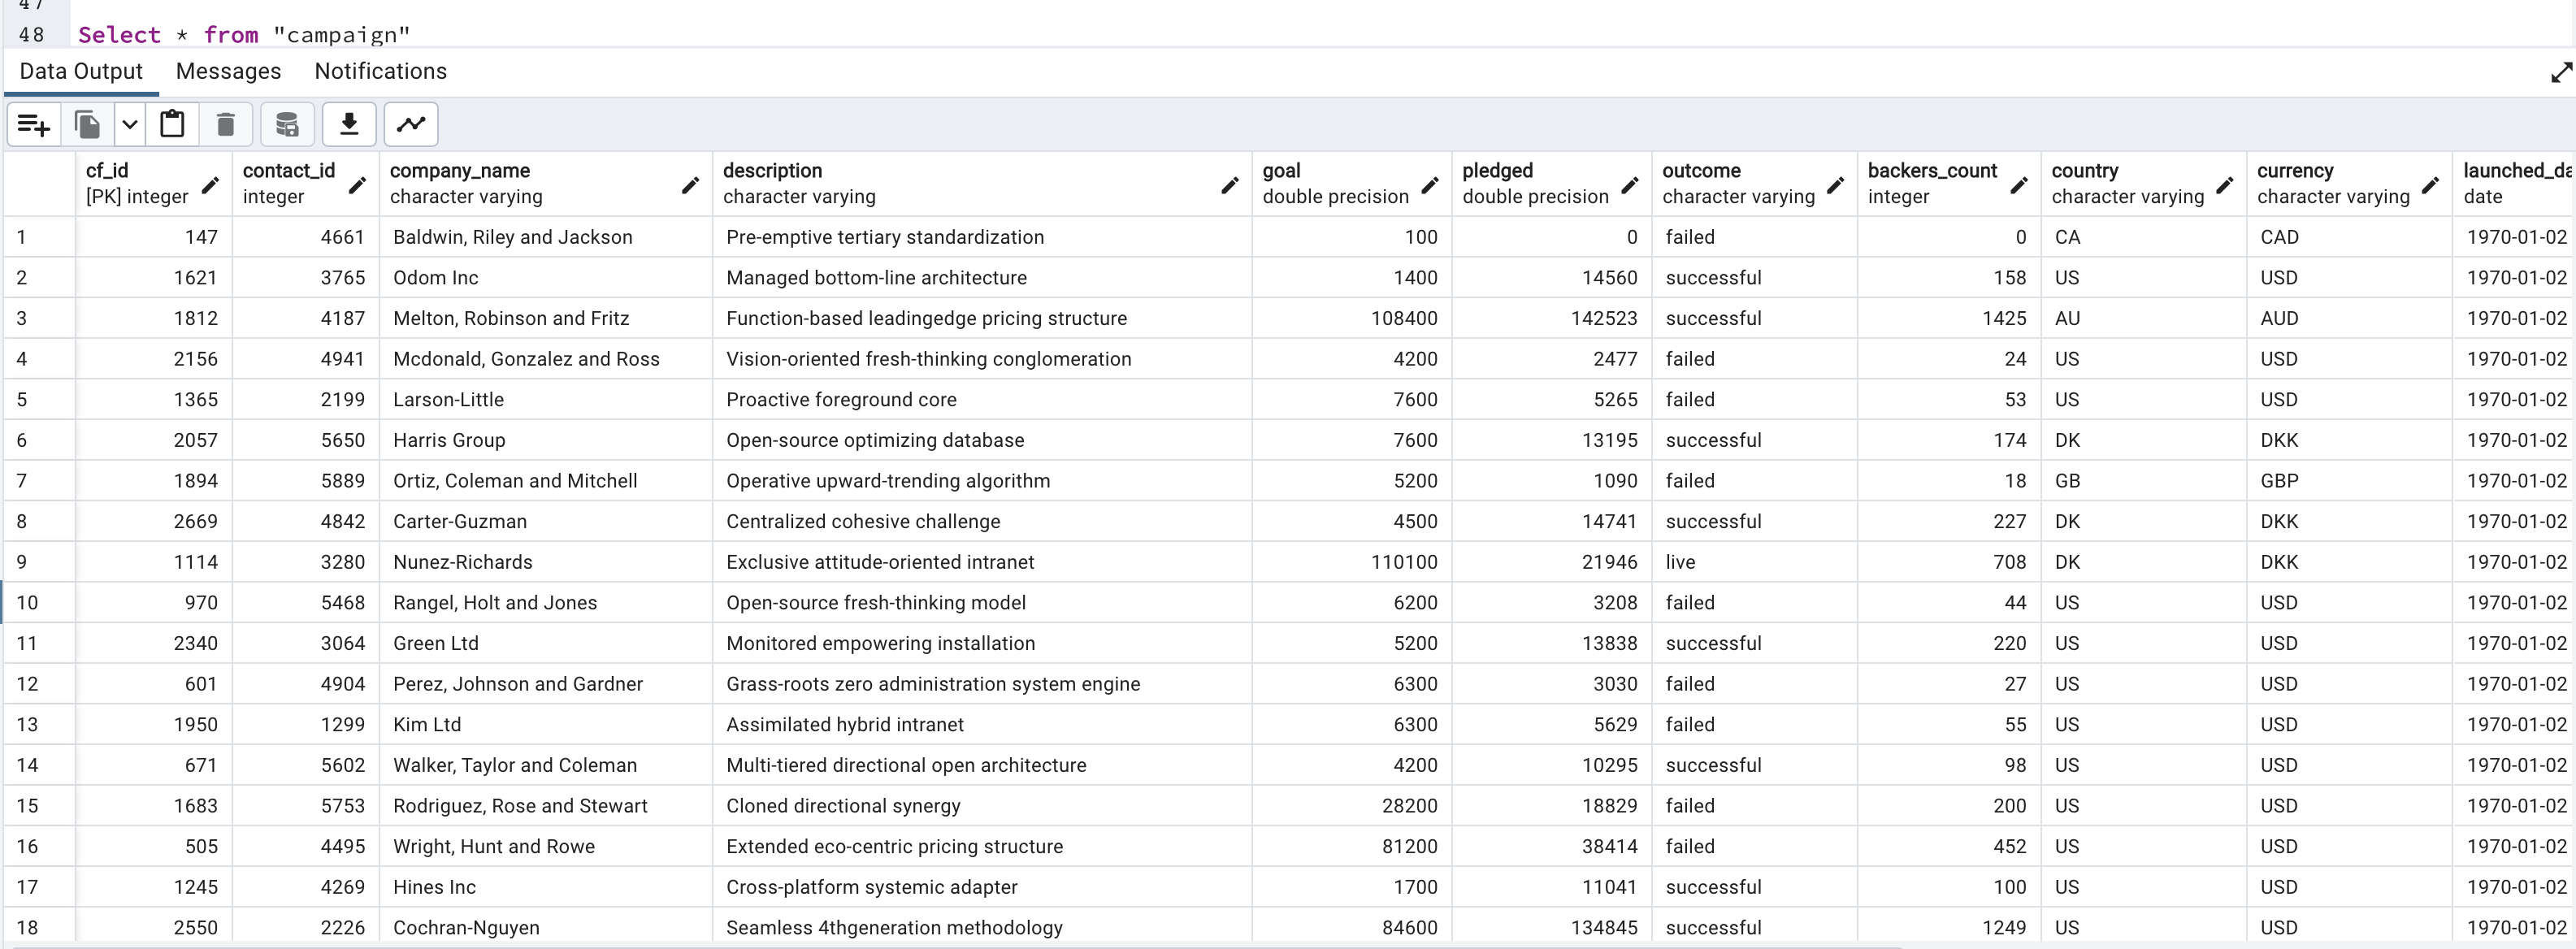 47
48 Select * from "campaign"
Data Output Messages Notifications
cf_id contact_id company_name description goal pledged outcome backers_count country currency launched_da
[PK] integer integer character varying character varying double precision double precision character varying integer character varying character varying date
1 147 4661 Baldwin, Riley and Jackson Pre-emptive tertiary standardization 100 0 failed 0 CA CAD 1970-01-02
2 1621 3765 Odom Inc Managed bottom-line architecture 1400 14560 successful 158 US USD 1970-01-02
3 1812 4187 Melton, Robinson and Fritz Function-based leadingedge pricing structure 108400 142523 successful 1425 AU AUD 1970-01-02
4 2156 4941 Mcdonald, Gonzalez and Ross Vision-oriented fresh-thinking conglomeration 4200 2477 failed 24 US USD 1970-01-02
5 1365 2199 Larson-Little Proactive foreground core 7600 5265 failed 53 US USD 1970-01-02
6 2057 5650 Harris Group Open-source optimizing database 7600 13195 successful 174 DK DKK 1970-01-02
7 1894 5889 Ortiz, Coleman and Mitchell Operative upward-trending algorithm 5200 1090 failed 18 GB GBP 1970-01-02
8 2669 4842 Carter-Guzman Centralized cohesive challenge 4500 14741 successful 227 DK DKK 1970-01-02
9 1114 3280 Nunez-Richards Exclusive attitude-oriented intranet 110100 21946 live 708 DK DKK 1970-01-02
10 970 5468 Rangel, Holt and Jones Open-source fresh-thinking model 6200 3208 failed 44 US USD 1970-01-02
11 2340 3064 Green Ltd Monitored empowering installation 5200 13838 successful 220 US USD 1970-01-02
12 601 4904 Perez, Johnson and Gardner Grass-roots zero administration system engine 6300 3030 failed 27 US USD 1970-01-02
13 1950 1299 Kim Ltd Assimilated hybrid intranet 6300 5629 failed 55 US USD 1970-01-02
14 671 5602 Walker, Taylor and Coleman Multi-tiered directional open architecture 4200 10295 successful 98 US USD 1970-01-02
15 1683 5753 Rodriguez, Rose and Stewart Cloned directional synergy 28200 18829 failed 200 US USD 1970-01-02
16 505 4495 Wright, Hunt and Rowe Extended eco-centric pricing structure 81200 38414 failed 452 US USD 1970-01-02
17 1245 4269 Hines Inc Cross-platform systemic adapter 1700 11041 successful 100 US USD 1970-01-02
18 2550 2226 Cochran-Nguyen Seamless 4thgeneration methodology 84600 134845 successful 1249 US USD 1970-01-02